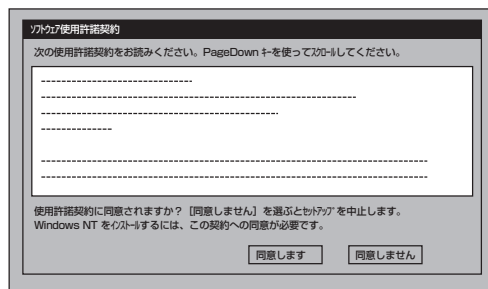 ｿﾌﾄｳｪｱ使用許諾契約
次の使用許諾契約をお読みください。PageDown ｷｰを使ってｽｸﾛｰﾙしてください。
使用許諾契約に同意されますか？［同意しません］を選ぶとｾｯﾄｱｯﾌﾟを中止します。
Windows NT をｲﾝｽﾄｰﾙするには、この契約への同意が必要です。
同意します　同意しません